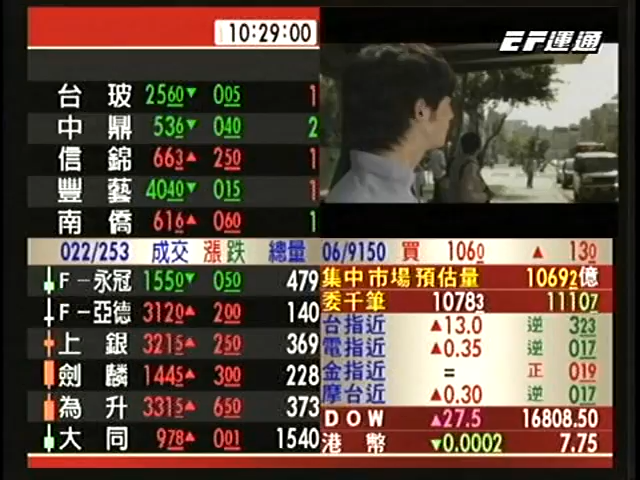 10:29:00
EF運通
台玻 2560▼ 005 1
中鼎 536▼ 040 2
信錦 663▲ 250 1
豐藝 4040▼ 015 1
南僑 616▲ 060 1
022/253 成交 漲跌 總量
06/9150 買 1060 ▲ 130
F－永冠 1550▼ 050 479
F－亞德 3120▲ 200 140
上銀 3215▲ 250 369
劍麟 1445▲ 300 228
為升 3315▲ 650 373
大同 978▲ 001 1540
集中市場預估量 10692億
委千筆 10783 11107
台指近 ▲13.0 逆 323
電指近 ▲0.35 逆 017
金指近 = 正 019
摩台近 ▲0.30 逆 017
DOW ▲27.5 16808.50
港幣 ▼0.0002 7.75